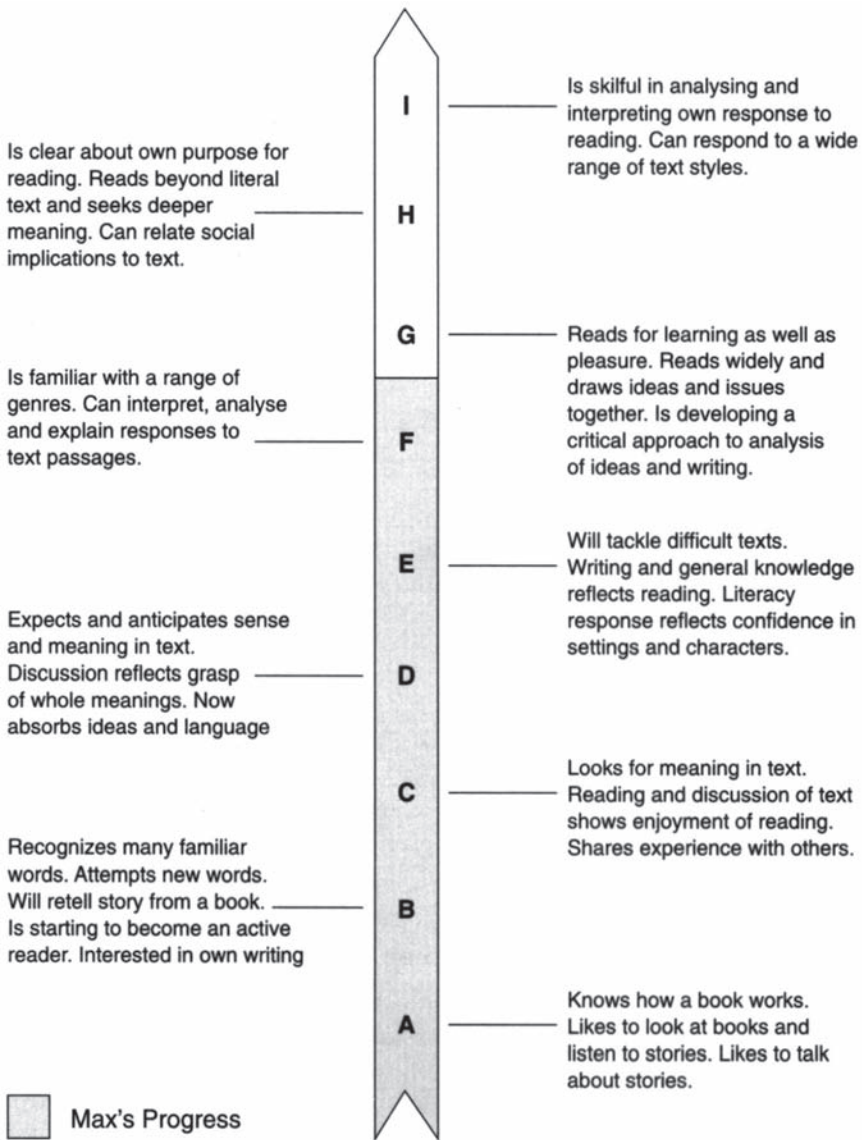 I
Is skilful in analysing and
interpreting own response to
reading. Can respond to a wide
range of text styles.
Is clear about own purpose for
reading. Reads beyond literal
text and seeks deeper
meaning. Can relate social
implications to text.
H
G
Reads for learning as well as
pleasure. Reads widely and
draws ideas and issues
together. Is developing a
critical approach to analysis
of ideas and writing.
Is familiar with a range of
genres. Can interpret, analyse
and explain responses to
text passages.
F
E
Will tackle difficult texts.
Writing and general knowledge
reflects reading. Literacy
response reflects confidence in
settings and characters.
Expects and anticipates sense
and meaning in text.
Discussion reflects grasp
of whole meanings. Now
absorbs ideas and language
D
C
Looks for meaning in text.
Reading and discussion of text
shows enjoyment of reading.
Shares experience with others.
Recognizes many familiar
words. Attempts new words.
Will retell story from a book.
Is starting to become an active
reader. Interested in own writing
B
A
Knows how a book works.
Likes to look at books and
listen to stories. Likes to talk
about stories.
Max's Progress